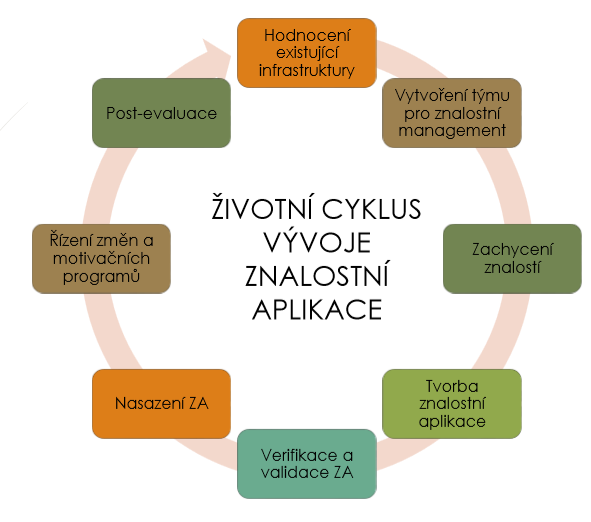 Hodnocení
existující
infrastruktury
Vytvoření týmu
pro znalostní
management
Zachycení
znalostí
Tvorba
znalostní
aplikace
Verifikace a
validace ZA
Nasazení ZA
Řízení změn a
motivačních
programů
Post-evaluace
ŽIVOTNÍ CYKLUS
VÝVOJE
ZNALOSTNÍ
APLIKACE